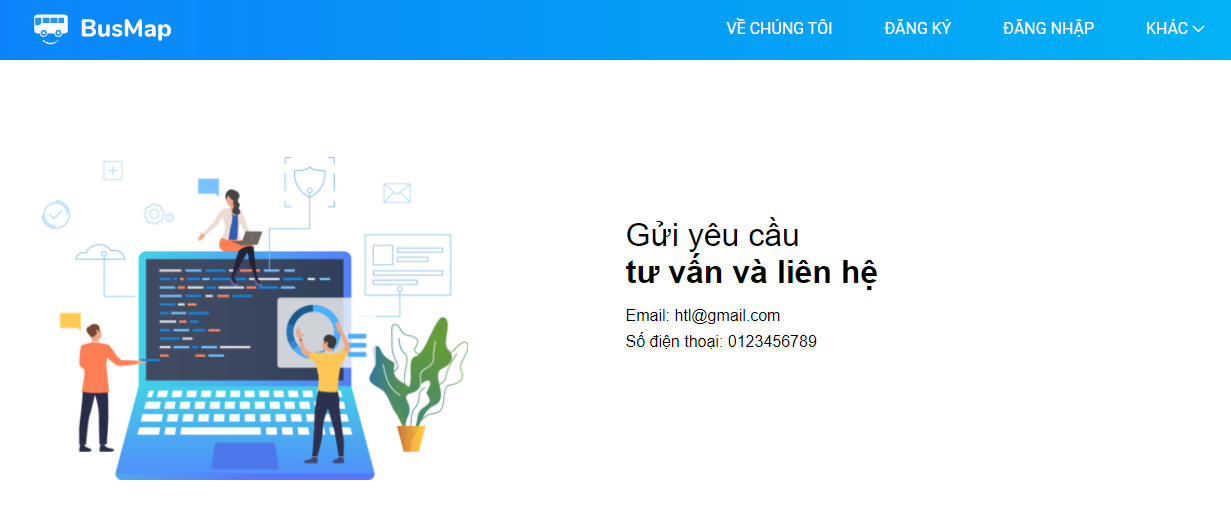 BusMap
VỀ CHÚNG TÔI
ĐĂNG KÝ
ĐĂNG NHẬP
KHÁC
Gửi yêu cầu
tư vấn và liên hệ
Email: htl@gmail.com
Số điện thoại: 0123456789